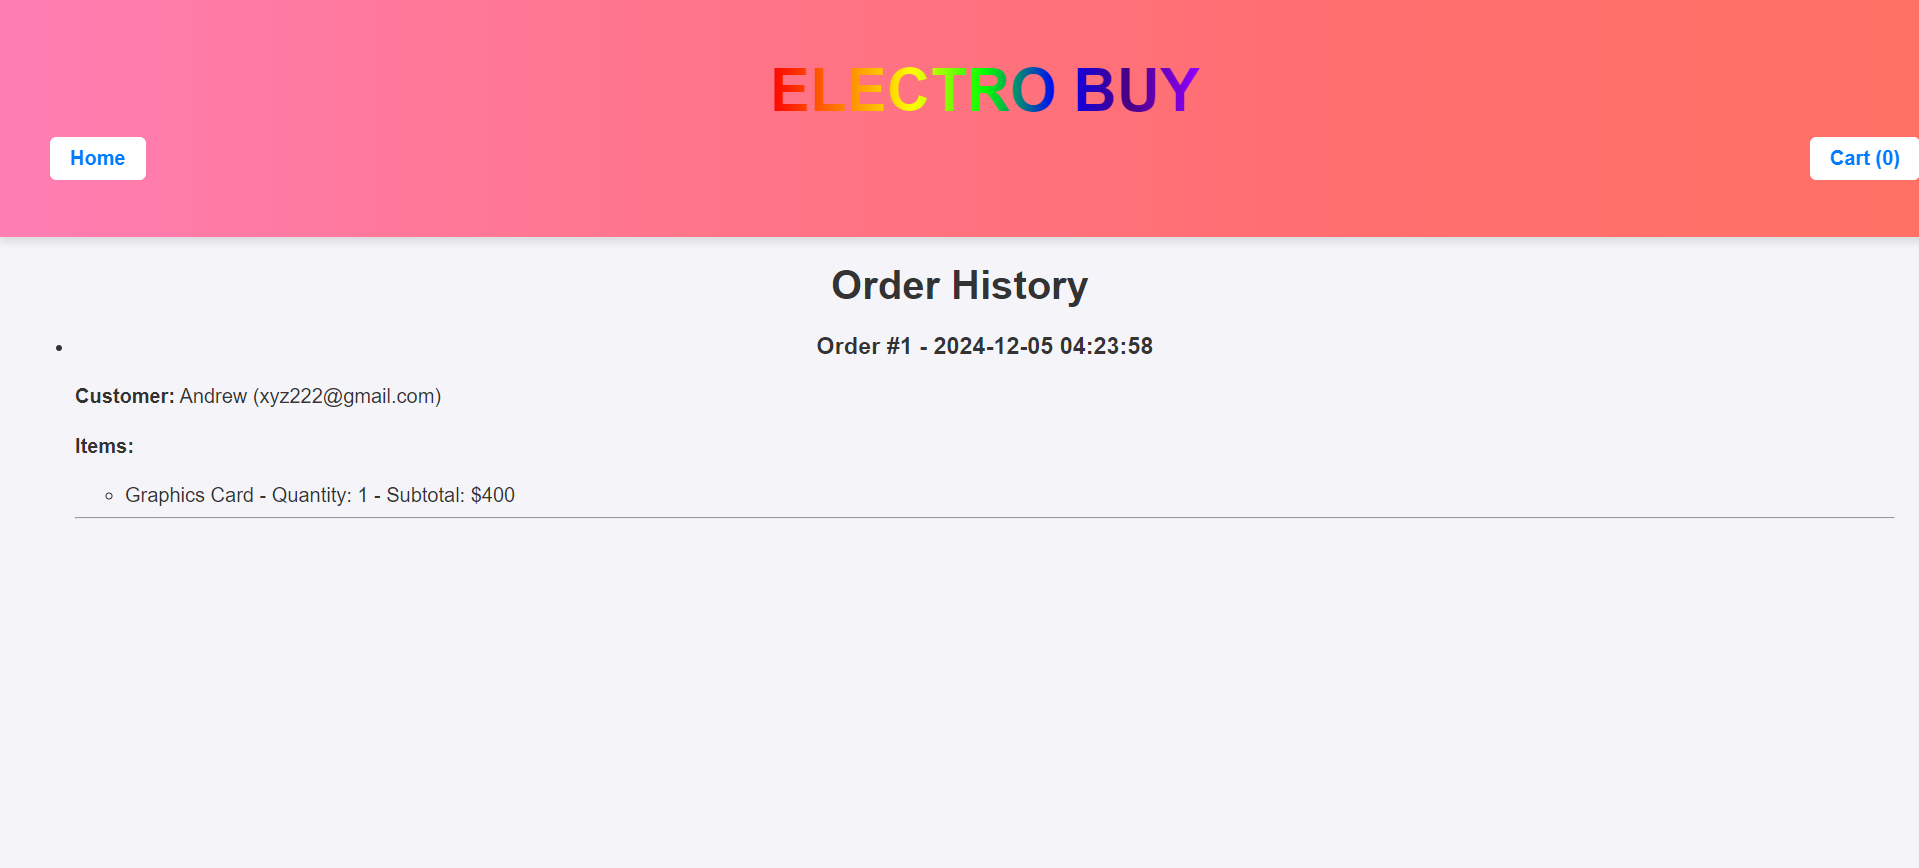 ELECTRO BUY
Home
Cart (0)
Order History
Order #1 - 2024-12-05 04:23:58
Customer: Andrew (xyz222@gmail.com)
Items:
Graphics Card - Quantity: 1 - Subtotal: $400